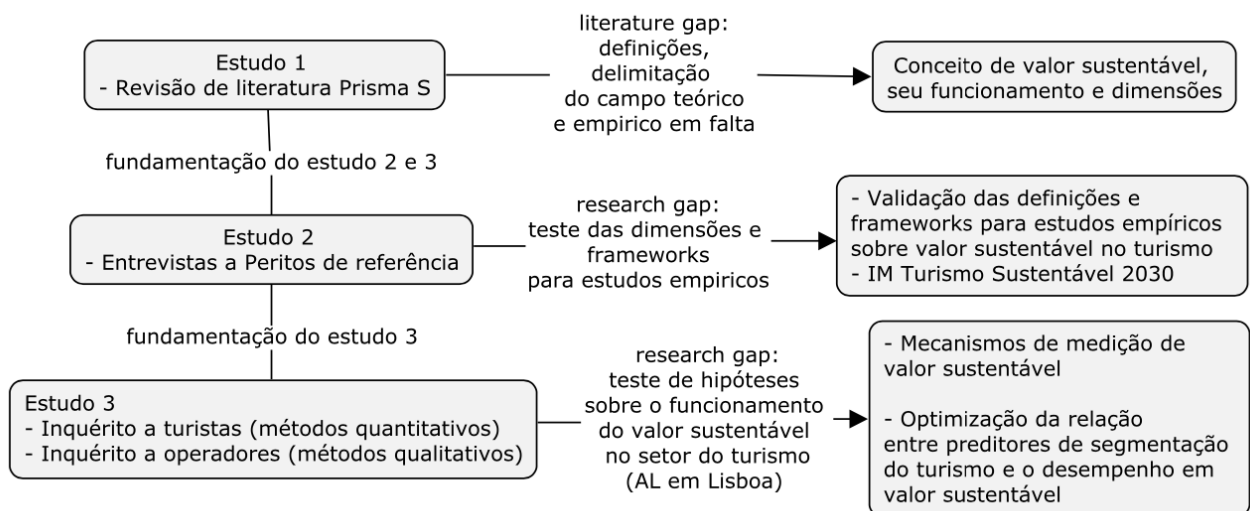 Estudo 1
- Revisão de literatura Prisma S
literature gap:
definições,
delimitação
do campo teórico
e empirico em falta
Conceito de valor sustentável,
seu funcionamento e dimensões
fundamentação do estudo 2 e 3
Estudo 2
- Entrevistas a Peritos de referência
research gap:
teste das dimensões e
frameworks
para estudos empiricos
- Validação das definições e
frameworks para estudos empíricos
sobre valor sustentável no turismo
- IM Turismo Sustentável 2030
fundamentação do estudo 3
Estudo 3
- Inquérito a turistas (métodos quantitativos)
- Inquérito a operadores (métodos qualitativos)
research gap:
teste de hipóteses
sobre o funcionamento
do valor sustentável
no setor do turismo
(AL em Lisboa)
- Mecanismos de medição de
valor sustentável
- Optimização da relação
entre preditores de segmentação
do turismo e o desempenho em
valor sustentável